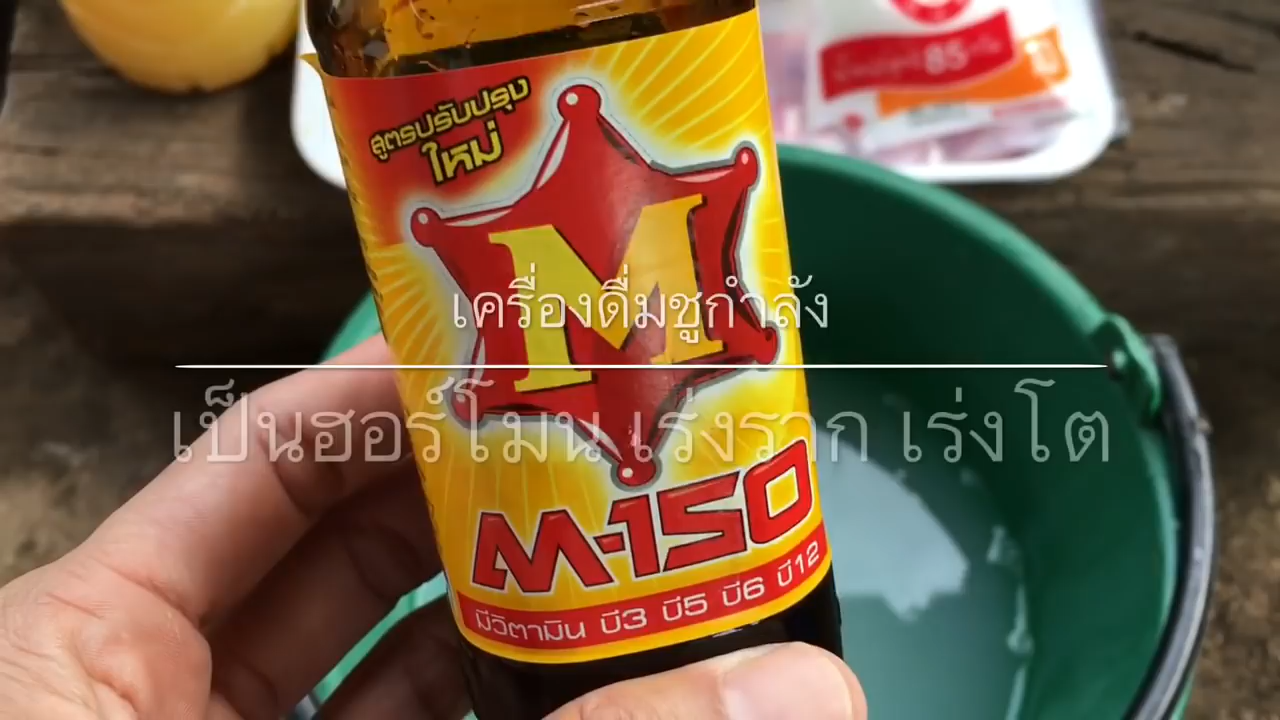 สูตรปรับปรุง
ใหม่
M
เครื่องดื่มชูกำลัง
เป็นฮอร์โมน เร่งราก เร่งโต
M-150
มีวิตามิน บี3 บี5 บี6 บี12
85